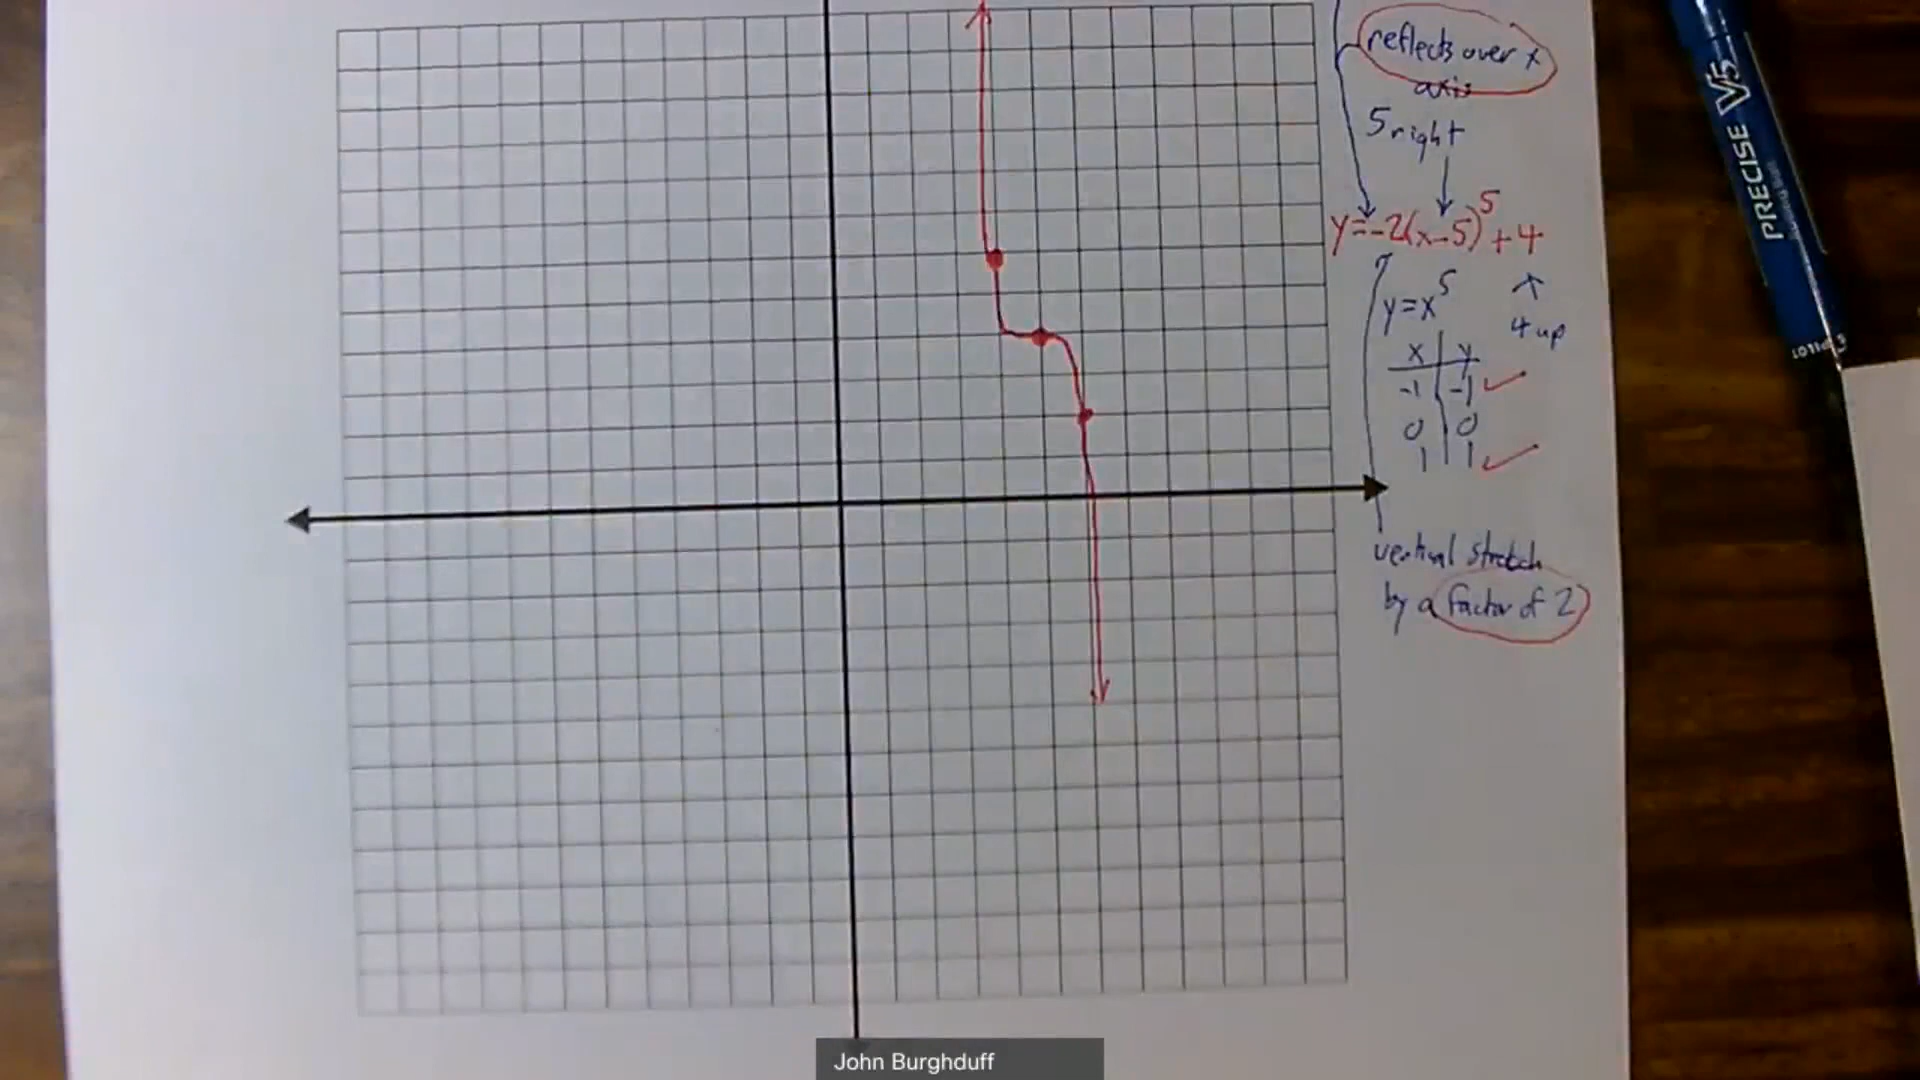 reflects over x
axis
5 right
y=-2(x-5)^5+4
y=x^5
4 up
x y
-1 -1
0 0
1 1
vertical stretch
by a factor of 2
PRECISE V5
PILOT
John Burghduff